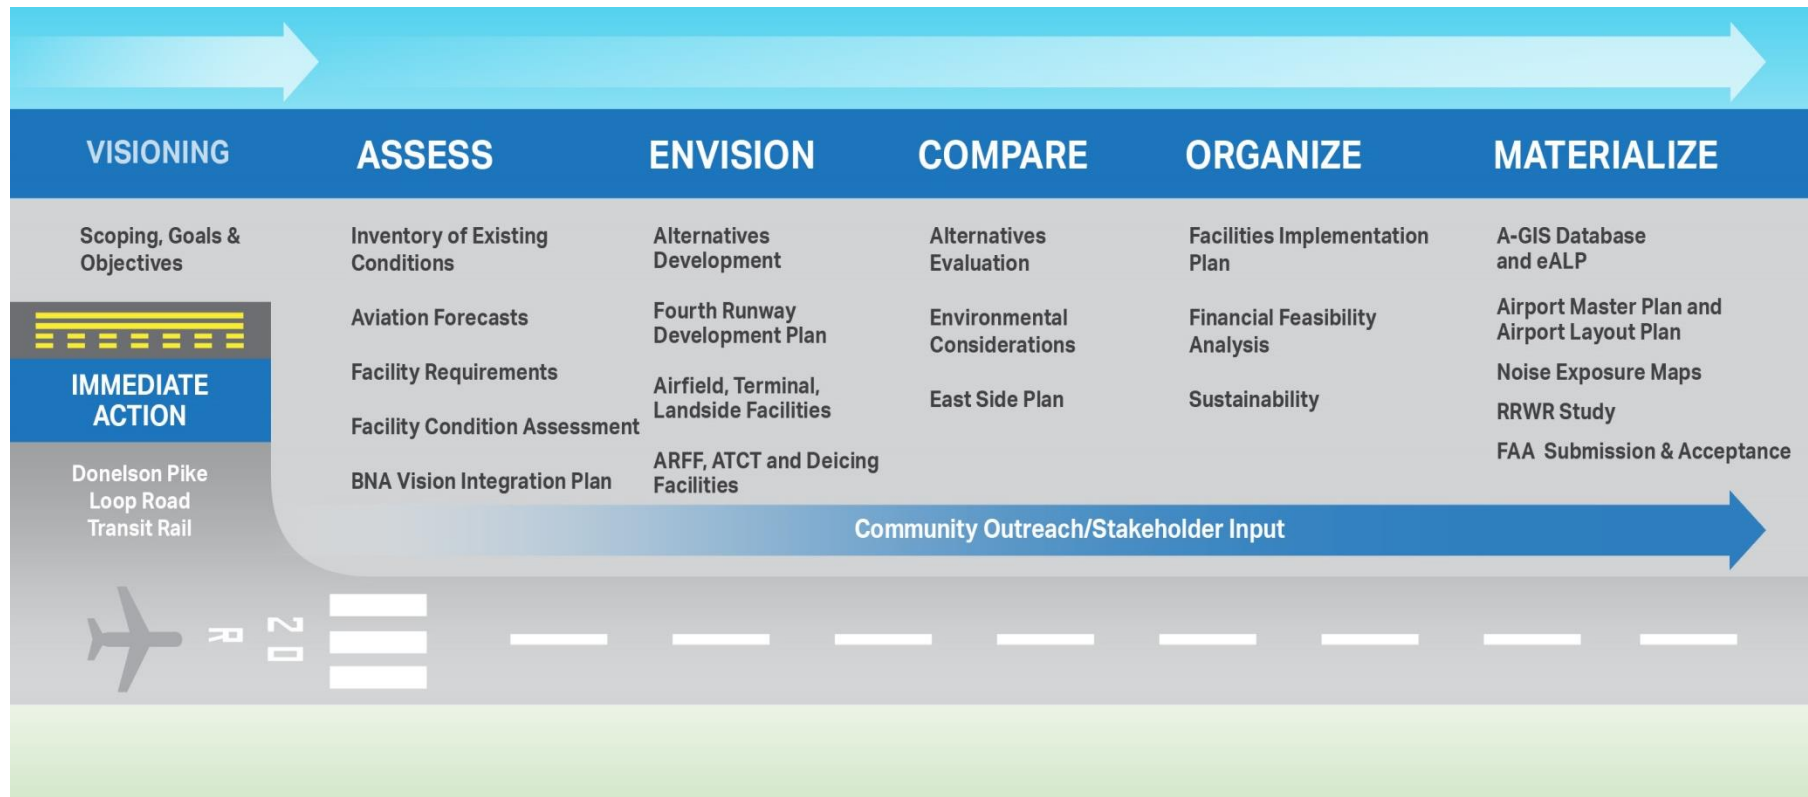 VISIONING
ASSESS
ENVISION
COMPARE
ORGANIZE
MATERIALIZE
Scoping, Goals &
Objectives
IMMEDIATE
ACTION
Donelson Pike
Loop Road
Transit Rail
Inventory of Existing
Conditions
Aviation Forecasts
Facility Requirements
Facility Condition Assessment
BNA Vision Integration Plan
Alternatives
Development
Fourth Runway
Development Plan
Airfield, Terminal,
Landside Facilities
ARFF, ATCT and Deicing
Facilities
Alternatives
Evaluation
Environmental
Considerations
East Side Plan
Facilities Implementation
Plan
Financial Feasibility
Analysis
Sustainability
A-GIS Database
and eALP
Airport Master Plan and
Airport Layout Plan
Noise Exposure Maps
RRWR Study
FAA  Submission & Acceptance
Community Outreach/Stakeholder Input
20
R